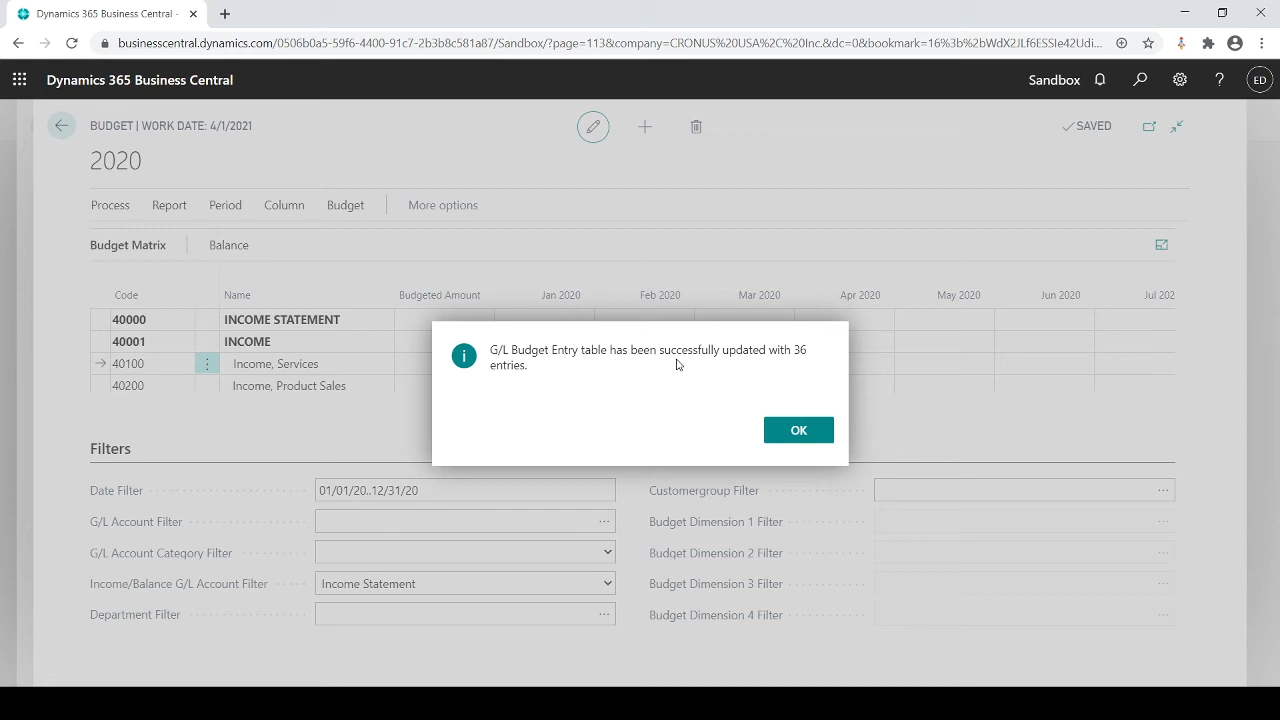 Dynamics 365 Business Central -
businesscentral.dynamics.com/0506b0a5-59f6-4400-91c7-2b3b8c581a87/Sandbox/?page=113&company=CRONUS%20USA%2C%20Inc.&dc=0&bookmark=16%3b%2bWdX2JLf6ESSIe42Udi...
Dynamics 365 Business Central
Sandbox
?
ED
BUDGET | WORK DATE: 4/1/2021
SAVED
2020
Process Report Period Column Budget More options
Budget Matrix Balance
Code Name Budgeted Amount Jan 2020 Feb 2020 Mar 2020 Apr 2020 May 2020 Jun 2020 Jul 202
40000 INCOME STATEMENT
40001 INCOME
40100 Income, Services
40200 Income, Product Sales
G/L Budget Entry table has been successfully updated with 36
entries.
OK
Filters
Date Filter 01/01/20..12/31/20
G/L Account Filter
G/L Account Category Filter
Income/Balance G/L Account Filter Income Statement
Department Filter
Customergroup Filter
Budget Dimension 1 Filter
Budget Dimension 2 Filter
Budget Dimension 3 Filter
Budget Dimension 4 Filter